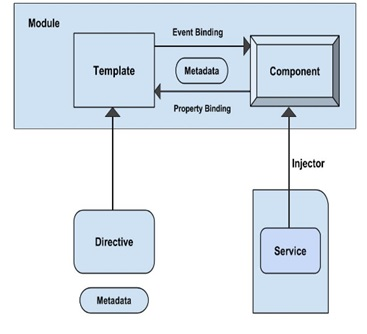 Module
Event Binding
Template
Metadata
Component
Property Binding
Injector
Directive
Service
Metadata